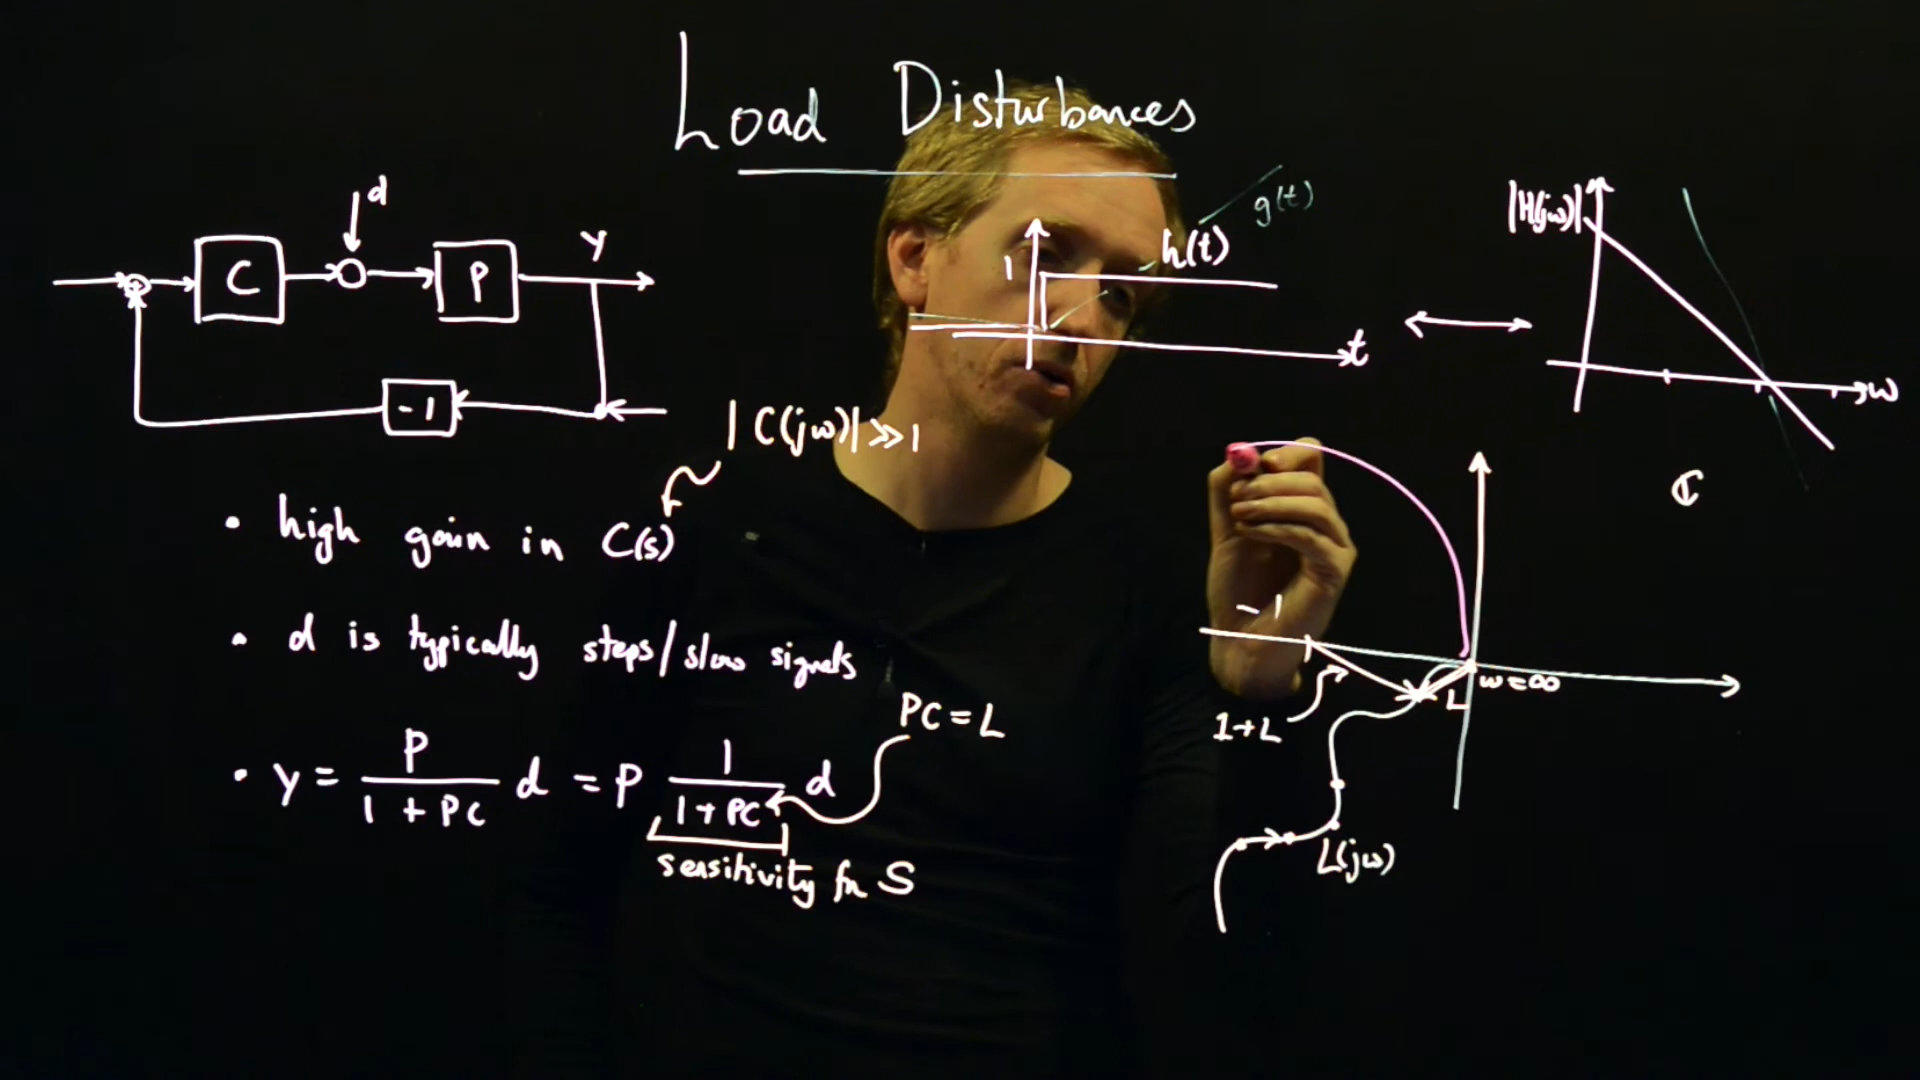 Load Disturbances
d
C
P
y
-1
g(t)
h(t)
1
t
|H(jω)|
ω
ℂ
|C(jω)| ≫ 1
• high gain in C(s)
• d is typically steps/slow signals
PC = L
• y = P / (1 + PC) d = P 1 / (1 + PC) d
sensitivity fn S
-1
ω = ∞
L
1+L
L(jω)